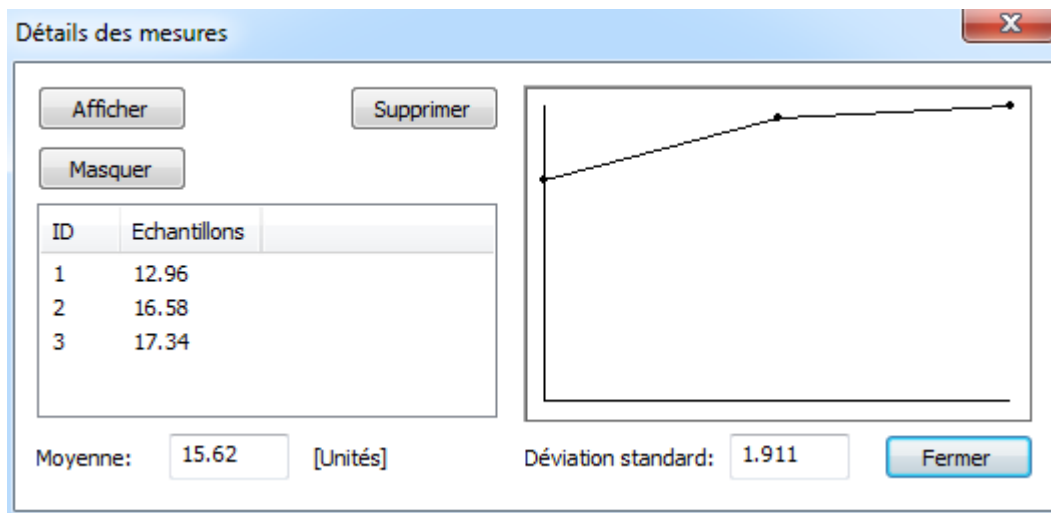 Détails des mesures
Afficher
Supprimer
Masquer
ID Echantillons
1 12.96
2 16.58
3 17.34
Moyenne: 15.62 [Unités] Déviation standard: 1.911 Fermer